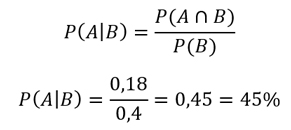 P(A|B) = P(A ∩ B) / P(B)
P(A|B) = 0,18 / 0,4 = 0,45 = 45%